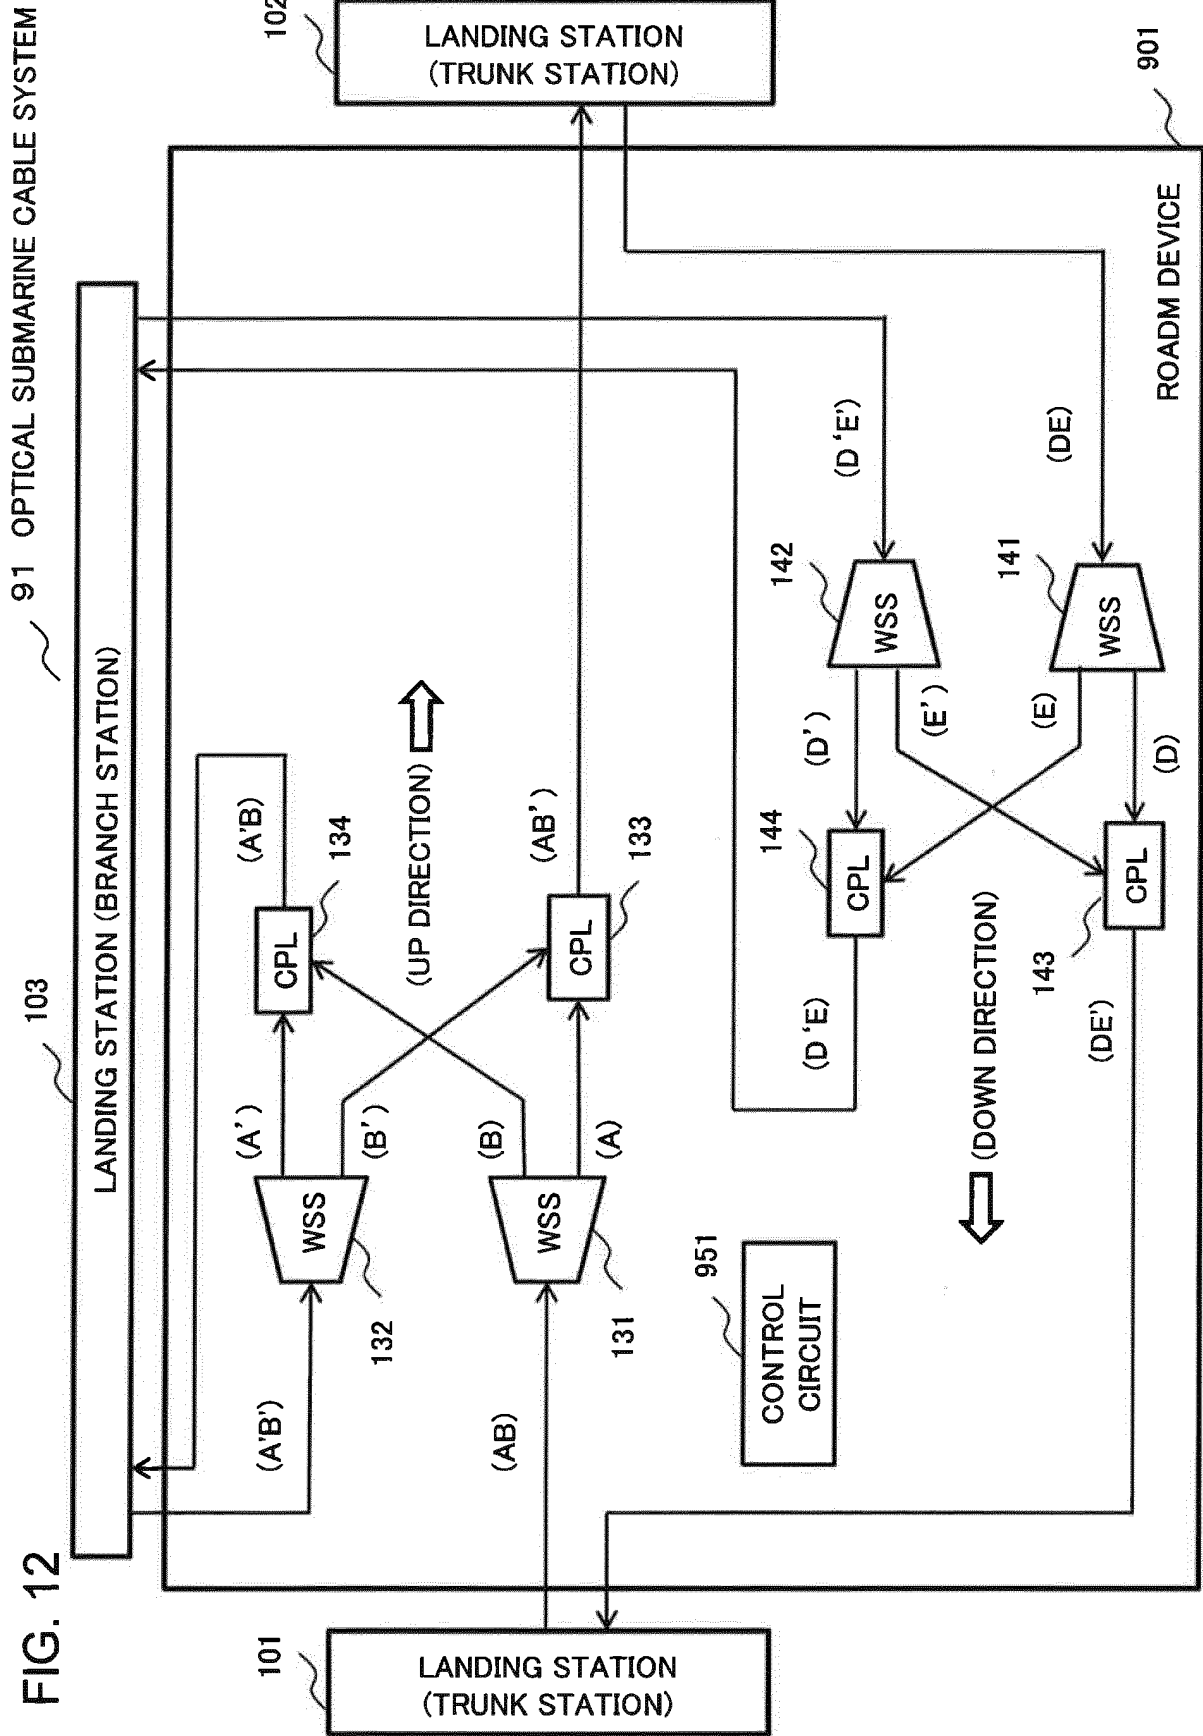 FIG. 12
91 OPTICAL SUBMARINE CABLE SYSTEM
103
LANDING STATION (BRANCH STATION)
101
LANDING STATION
(TRUNK STATION)
102
LANDING STATION
(TRUNK STATION)
(A'B')
132
WSS
(A')
(B')
CPL
134
(A'B)
(UP DIRECTION)
(AB)
131
WSS
(B)
(A)
CPL
133
(AB')
951
CONTROL
CIRCUIT
(DOWN DIRECTION)
(D'E)
144
CPL
(D')
(E')
142
WSS
(D'E')
(DE')
143
CPL
(E)
(D)
141
WSS
(DE)
ROADM DEVICE
901